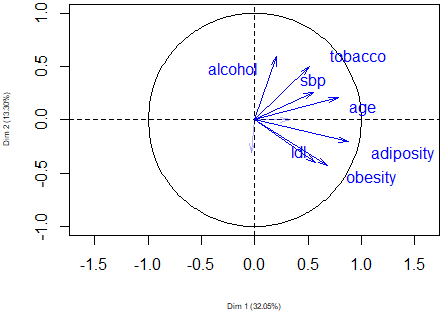 1.0
0.5
0.0
-0.5
-1.0
Dim 2 (13.30%)
alcohol
tobacco
sbp
age
ldl
adiposity
obesity
-1.5 -1.0 -0.5 0.0 0.5 1.0 1.5
Dim 1 (32.05%)